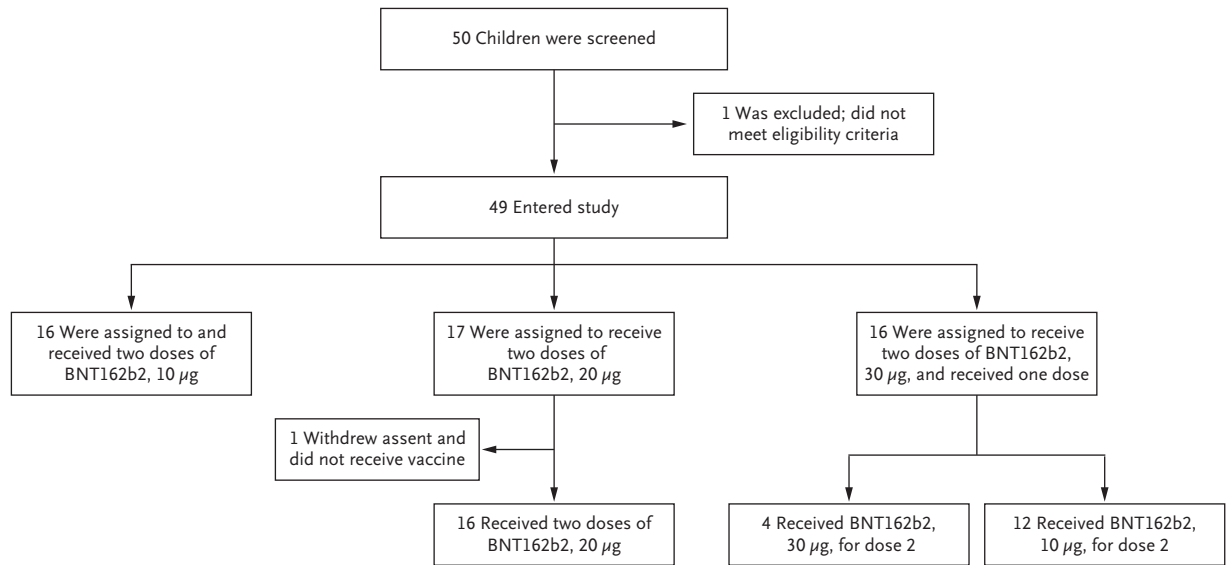 50 Children were screened
1 Was excluded; did not
meet eligibility criteria
49 Entered study
16 Were assigned to and
received two doses of
BNT162b2, 10 µg
17 Were assigned to receive
two doses of
BNT162b2, 20 µg
16 Were assigned to receive
two doses of BNT162b2,
30 µg, and received one dose
1 Withdrew assent and
did not receive vaccine
16 Received two doses of
BNT162b2, 20 µg
4 Received BNT162b2,
30 µg, for dose 2
12 Received BNT162b2,
10 µg, for dose 2